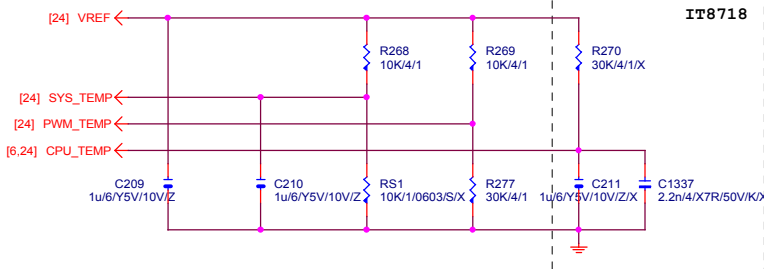 [24] VREF
IT8718
R268
10K/4/1
R269
10K/4/1
R270
30K/4/1/X
[24] SYS_TEMP
[24] PWM_TEMP
[6,24] CPU_TEMP
C209
1u/6/Y5V/10V/Z
C210
1u/6/Y5V/10V/Z
RS1
10K/1/0603/S/X
R277
30K/4/1
C211
1u/6/Y5V/10V/Z/X
C1337
2.2n/4/X7R/50V/K/X